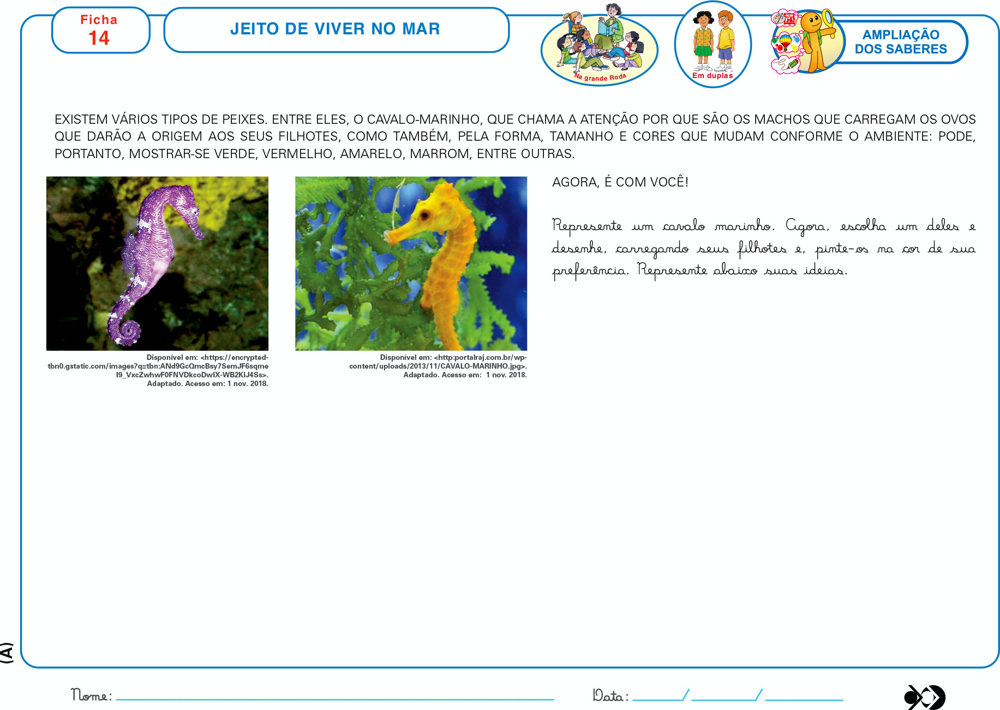 Ficha
14
JEITO DE VIVER NO MAR
Na grande Roda
Em duplas
AMPLIAÇÃO
DOS SABERES
EXISTEM VÁRIOS TIPOS DE PEIXES. ENTRE ELES, O CAVALO-MARINHO, QUE CHAMA A ATENÇÃO POR QUE SÃO OS MACHOS QUE CARREGAM OS OVOS
QUE DARÃO A ORIGEM AOS SEUS FILHOTES, COMO TAMBÉM, PELA FORMA, TAMANHO E CORES QUE MUDAM CONFORME O AMBIENTE: PODE,
PORTANTO, MOSTRAR-SE VERDE, VERMELHO, AMARELO, MARROM, ENTRE OUTRAS.
Disponível em: <https://encrypted-
tbn0.gstatic.com/images?q=tbn:ANd9GcQmcBsy7SemJF6sqme
I9_VxcZwhwF0FNVDkcoDwIX-WB2KIJ4Ss>.
Adaptado. Acesso em: 1 nov. 2018.
Disponível em: <http:portalraj.com.br/wp-
content/uploads/2013/11/CAVALO-MARINHO.jpg>.
Adaptado. Acesso em: 1 nov. 2018.
AGORA, É COM VOCÊ!
Represente um cavalo marinho. Agora, escolha um deles e
desenhe, carregando seus filhotes e, pinte-os na cor de sua
preferência. Represente abaixo suas ideias.
(A)
Nome:
Data: / /